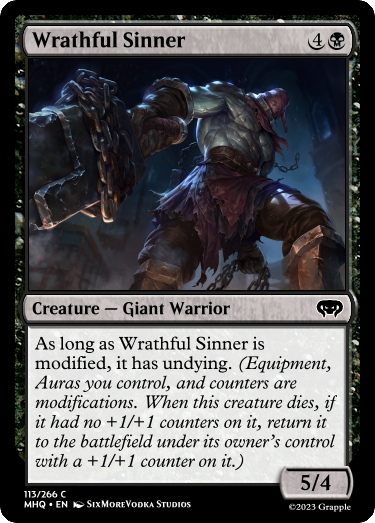 Wrathful Sinner 4
Creature — Giant Warrior
As long as Wrathful Sinner is
modified, it has undying. (Equipment,
Auras you control, and counters are
modifications. When this creature dies, if
it had no +1/+1 counters on it, return it
to the battlefield under its owner's control
with a +1/+1 counter on it.)
5/4
113/266 C
MHQ • EN SixMoreVodka Studios
©2023 Grapple